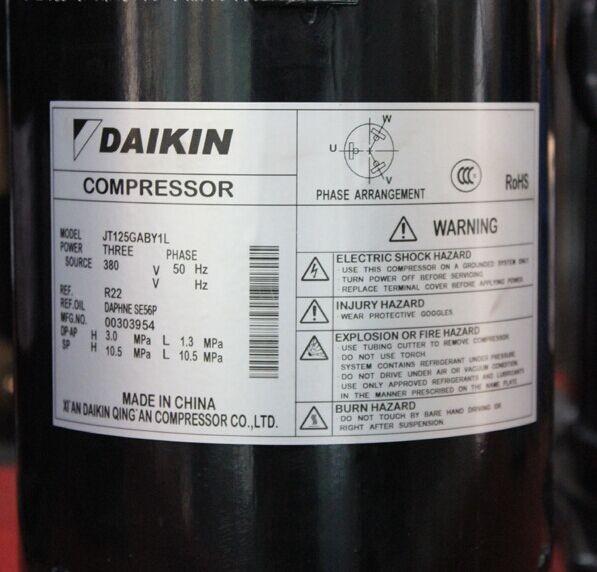 DAIKIN
COMPRESSOR
MODEL JT125GABY1L
POWER THREE PHASE
SOURCE 380 V 50 Hz
V Hz
REF. R22
REF.OIL DAPHNE SE56P
MFG.NO. 00303954
OP-AP H 3.0 MPa L 1.3 MPa
SP H 10.5 MPa L 10.5 MPa
MADE IN CHINA
XI'AN DAIKIN QING'AN COMPRESSOR CO.,LTD.
W
U
V
PHASE ARRANGEMENT
CCC
RoHS
WARNING
ELECTRIC SHOCK HAZARD
· USE THIS COMPRESSOR ON A GROUNDED SYSTEM ONLY
· TURN POWER OFF BEFORE SERVICING
· REPLACE TERMINAL COVER BEFORE APPLYING POWER
INJURY HAZARD
· WEAR PROTECTIVE GOGGLES
EXPLOSION OR FIRE HAZARD
· USE TUBING CUTTER TO REMOVE COMPRESSOR.
DO NOT USE TORCH
SYSTEM CONTAINS REFRIGERANT UNDER PRESSURE
· DO NOT DRIVE UNDER AIR OR VACUUM CONDITION
· USE ONLY APPROVED REFRIGERANTS AND LUBRICANTS
IN THE MANNER PRESCRIBED ON THE NAME PLATE
BURN HAZARD
· DO NOT TOUCH BY BARE HAND DRIVING OR
RIGHT AFTER SUSPENSION